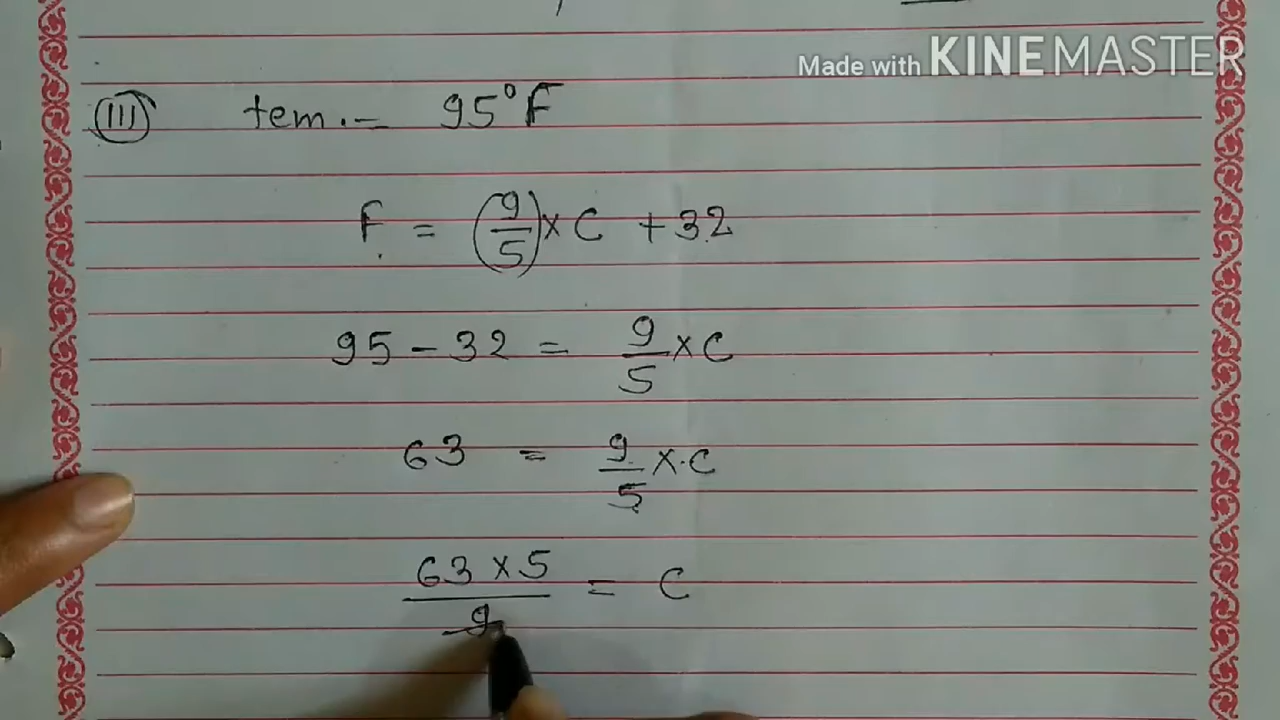 Made with KINEMASTER
(III) tem.– 95°F
F = (9/5) × C + 32
95 – 32 = 9/5 × C
63 = 9/5 × C
63 × 5 / 9 = C